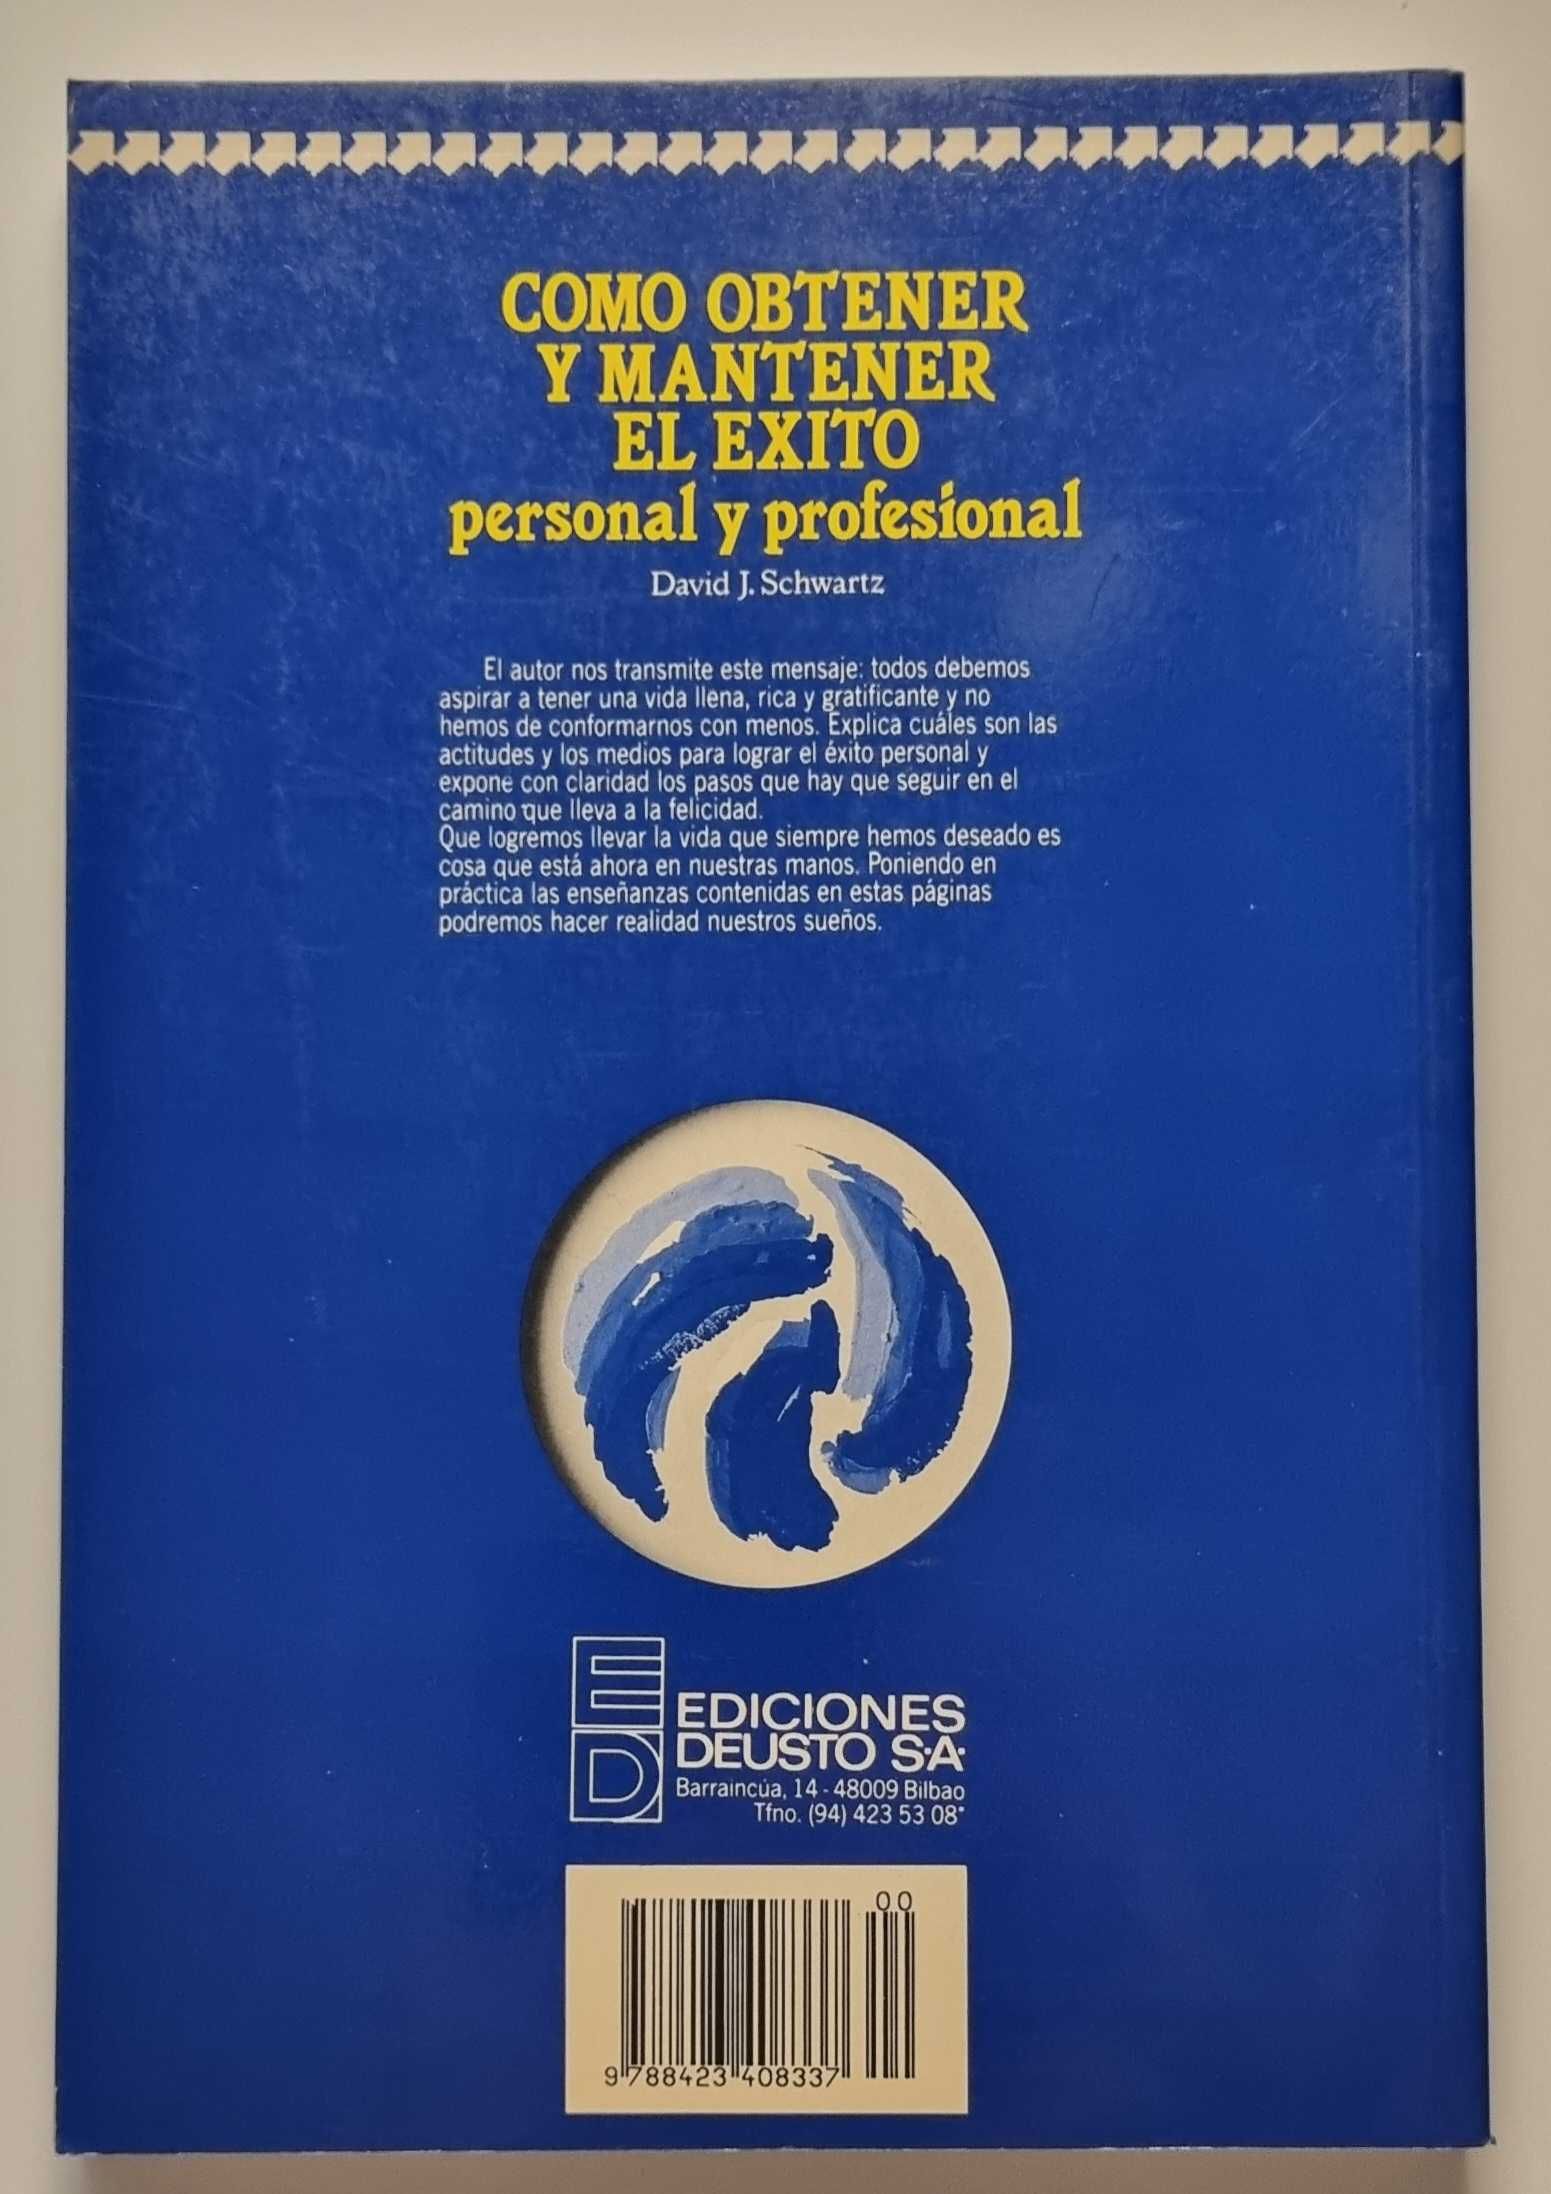 COMO OBTENER
Y MANTENER
EL EXITO
personal y profesional
David J. Schwartz
El autor nos transmite este mensaje: todos debemos
aspirar a tener una vida llena, rica y gratificante y no
hemos de conformarnos con menos. Explica cuáles son las
actitudes y los medios para lograr el éxito personal y
expone con claridad los pasos que hay que seguir en el
camino que lleva a la felicidad.
Que logremos llevar la vida que siempre hemos deseado es
cosa que está ahora en nuestras manos. Poniendo en
práctica las enseñanzas contenidas en estas páginas
podremos hacer realidad nuestros sueños.
ED
EDICIONES
DEUSTO S.A.
Barraincúa, 14 - 48009 Bilbao
Tfno. (94) 423 53 08*
00
9 788423 408337